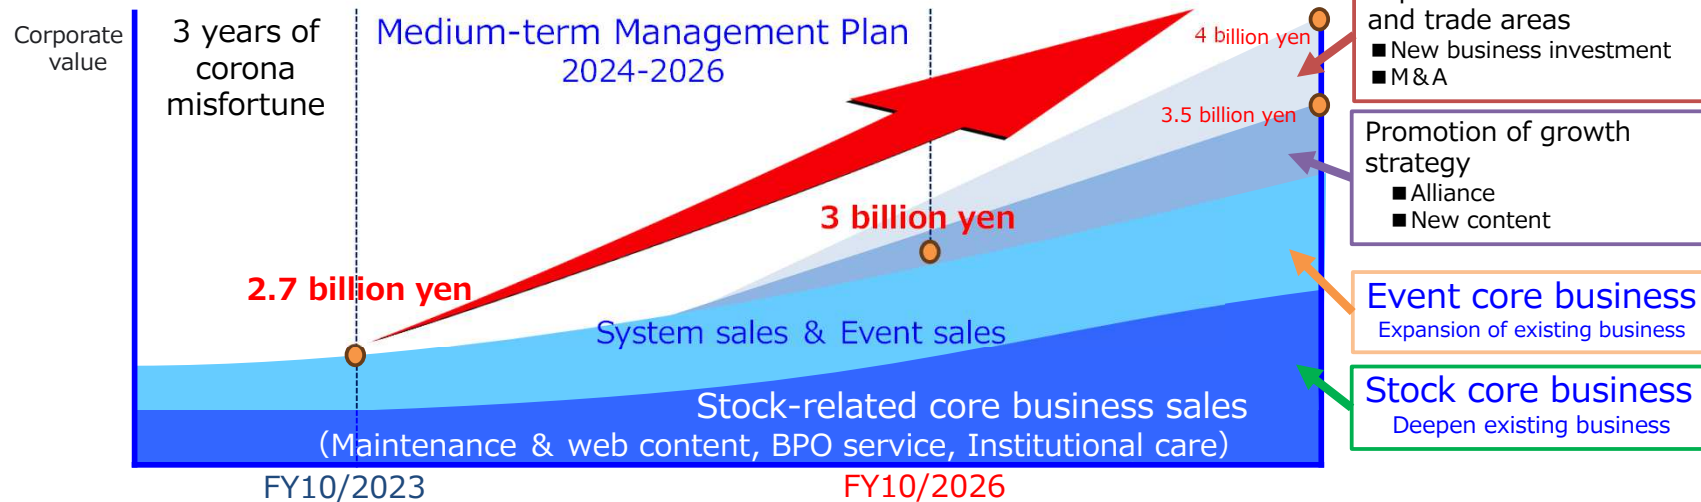 Corporate
value
3 years of
corona
misfortune
Medium-term Management Plan
2024-2026
4 billion yen
3.5 billion yen
3 billion yen
2.7 billion yen
System sales & Event sales
Stock-related core business sales
(Maintenance & web content, BPO service, Institutional care)
FY10/2023
FY10/2026
and trade areas
■New business investment
■M&A
Promotion of growth
strategy
■Alliance
■New content
Event core business
Expansion of existing business
Stock core business
Deepen existing business